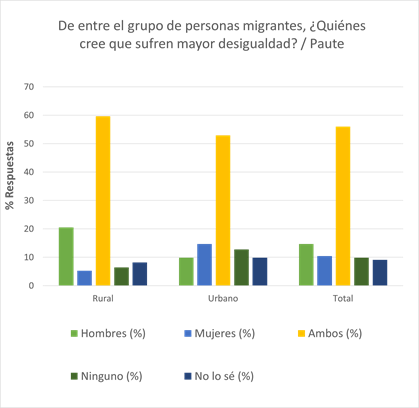 De entre el grupo de personas migrantes, ¿Quiénes
cree que sufren mayor desigualdad? / Paute
% Respuestas
70
60
50
40
30
20
10
0
Rural Urbano Total
Hombres (%) Mujeres (%) Ambos (%)
Ninguno (%) No lo sé (%)